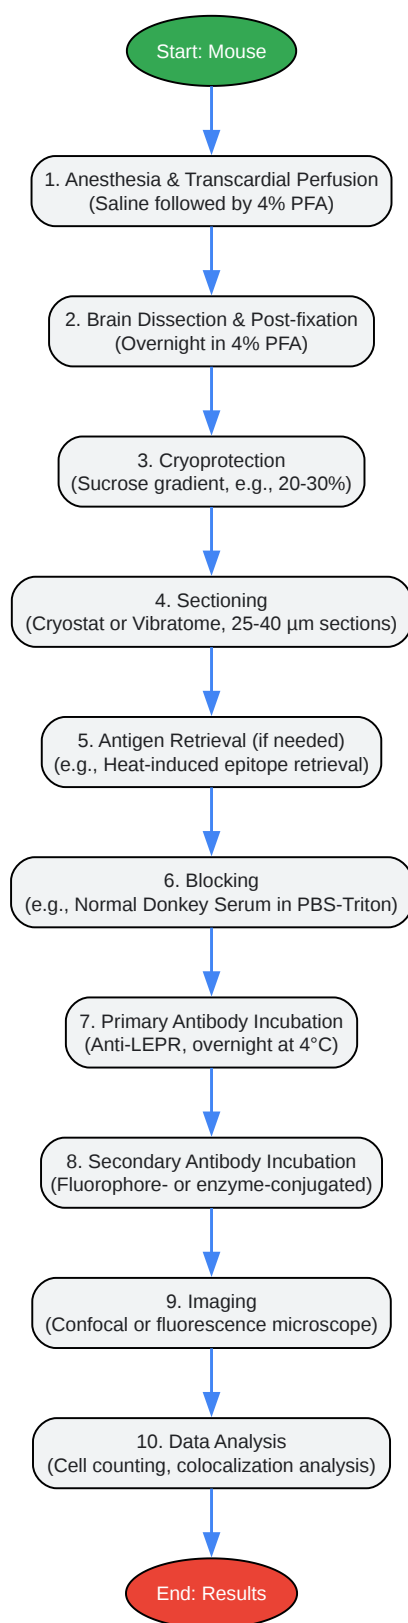 Start: Mouse
1. Anesthesia & Transcardial Perfusion
(Saline followed by 4% PFA)
2. Brain Dissection & Post-fixation
(Overnight in 4% PFA)
3. Cryoprotection
(Sucrose gradient, e.g., 20-30%)
4. Sectioning
(Cryostat or Vibratome, 25-40 µm sections)
5. Antigen Retrieval (if needed)
(e.g., Heat-induced epitope retrieval)
6. Blocking
(e.g., Normal Donkey Serum in PBS-Triton)
7. Primary Antibody Incubation
(Anti-LEPR, overnight at 4°C)
8. Secondary Antibody Incubation
(Fluorophore- or enzyme-conjugated)
9. Imaging
(Confocal or fluorescence microscope)
10. Data Analysis
(Cell counting, colocalization analysis)
End: Results